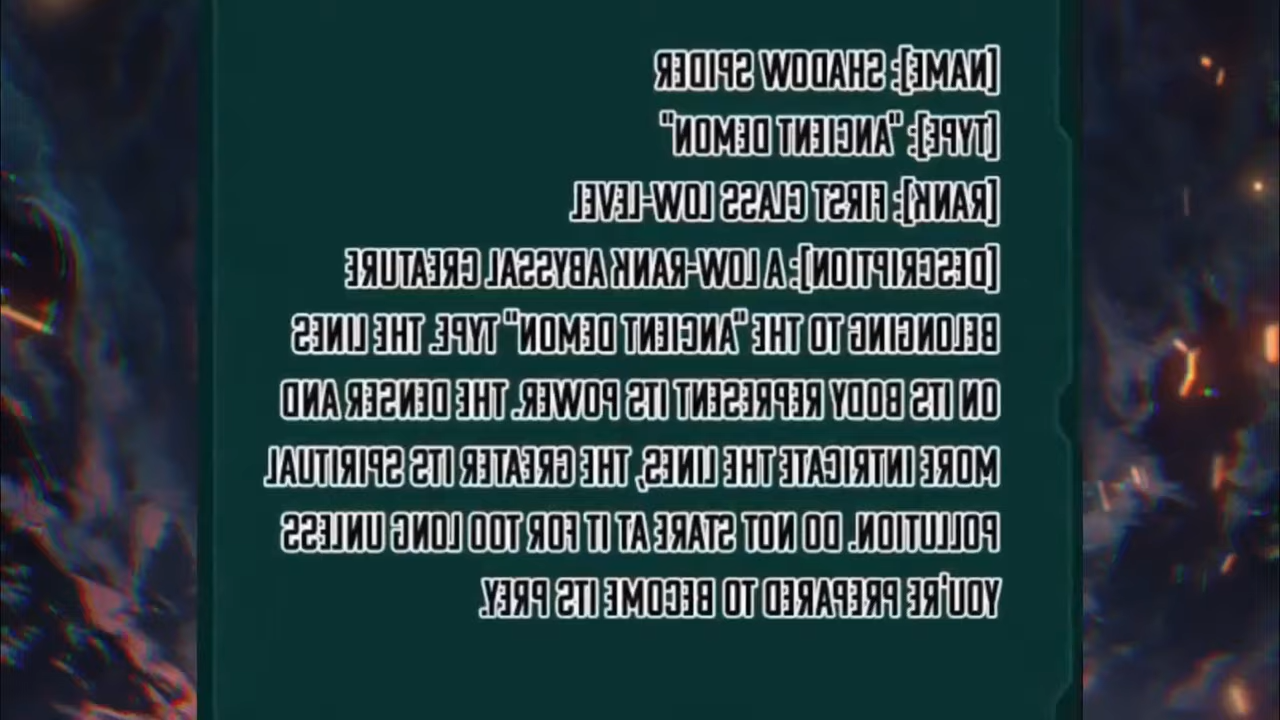 [NAME]: SHADOW SPIDER
[TYPE]: "ANCIENT DEMON"
[RANK]: FIRST CLASS LOW-LEVEL
[DESCRIPTION]: A LOW-RANK ABYSSAL CREATURE
BELONGING TO THE "ANCIENT DEMON" TYPE. THE LINES
ON ITS BODY REPRESENT ITS POWER. THE DENSER AND
MORE INTRICATE THE LINES, THE GREATER ITS SPIRITUAL
POLLUTION. DO NOT STARE AT IT FOR TOO LONG UNLESS
YOU'RE PREPARED TO BECOME ITS PREY.